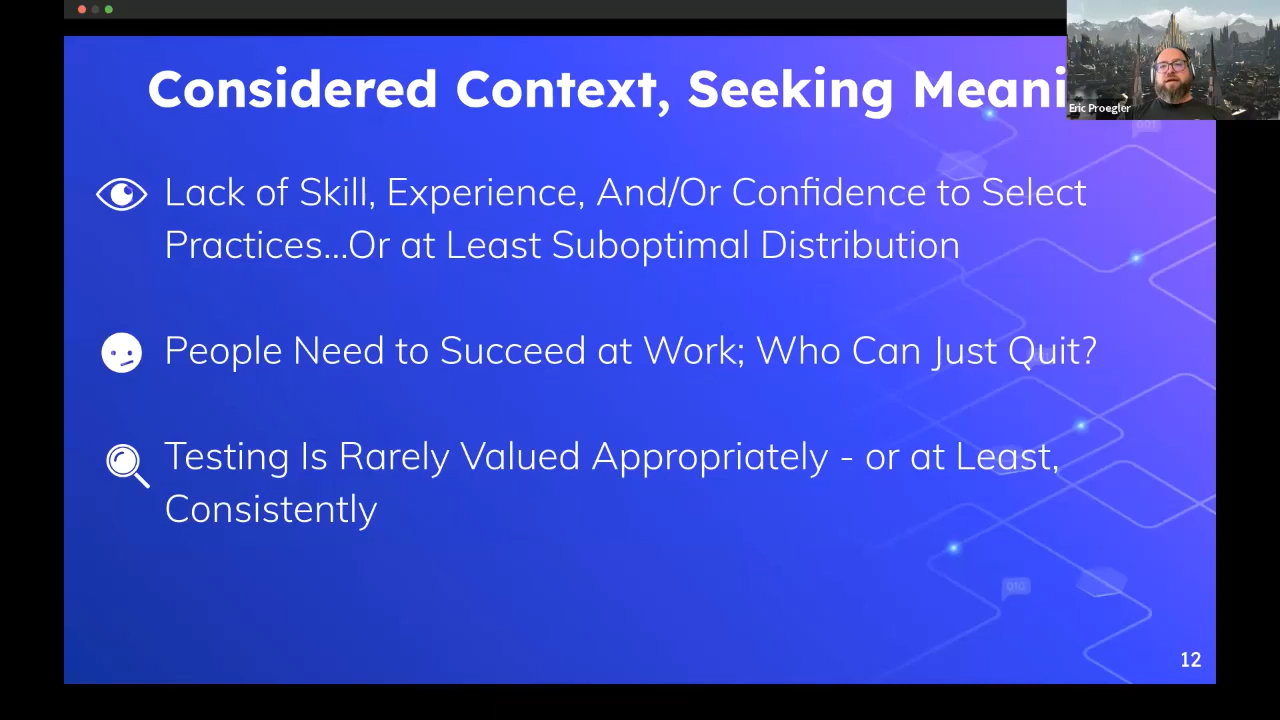 Considered Context, Seeking Meani
Eric Proegler
Lack of Skill, Experience, And/Or Confidence to Select
Practices...Or at Least Suboptimal Distribution
People Need to Succeed at Work; Who Can Just Quit?
Testing Is Rarely Valued Appropriately - or at Least,
Consistently
001
010
12